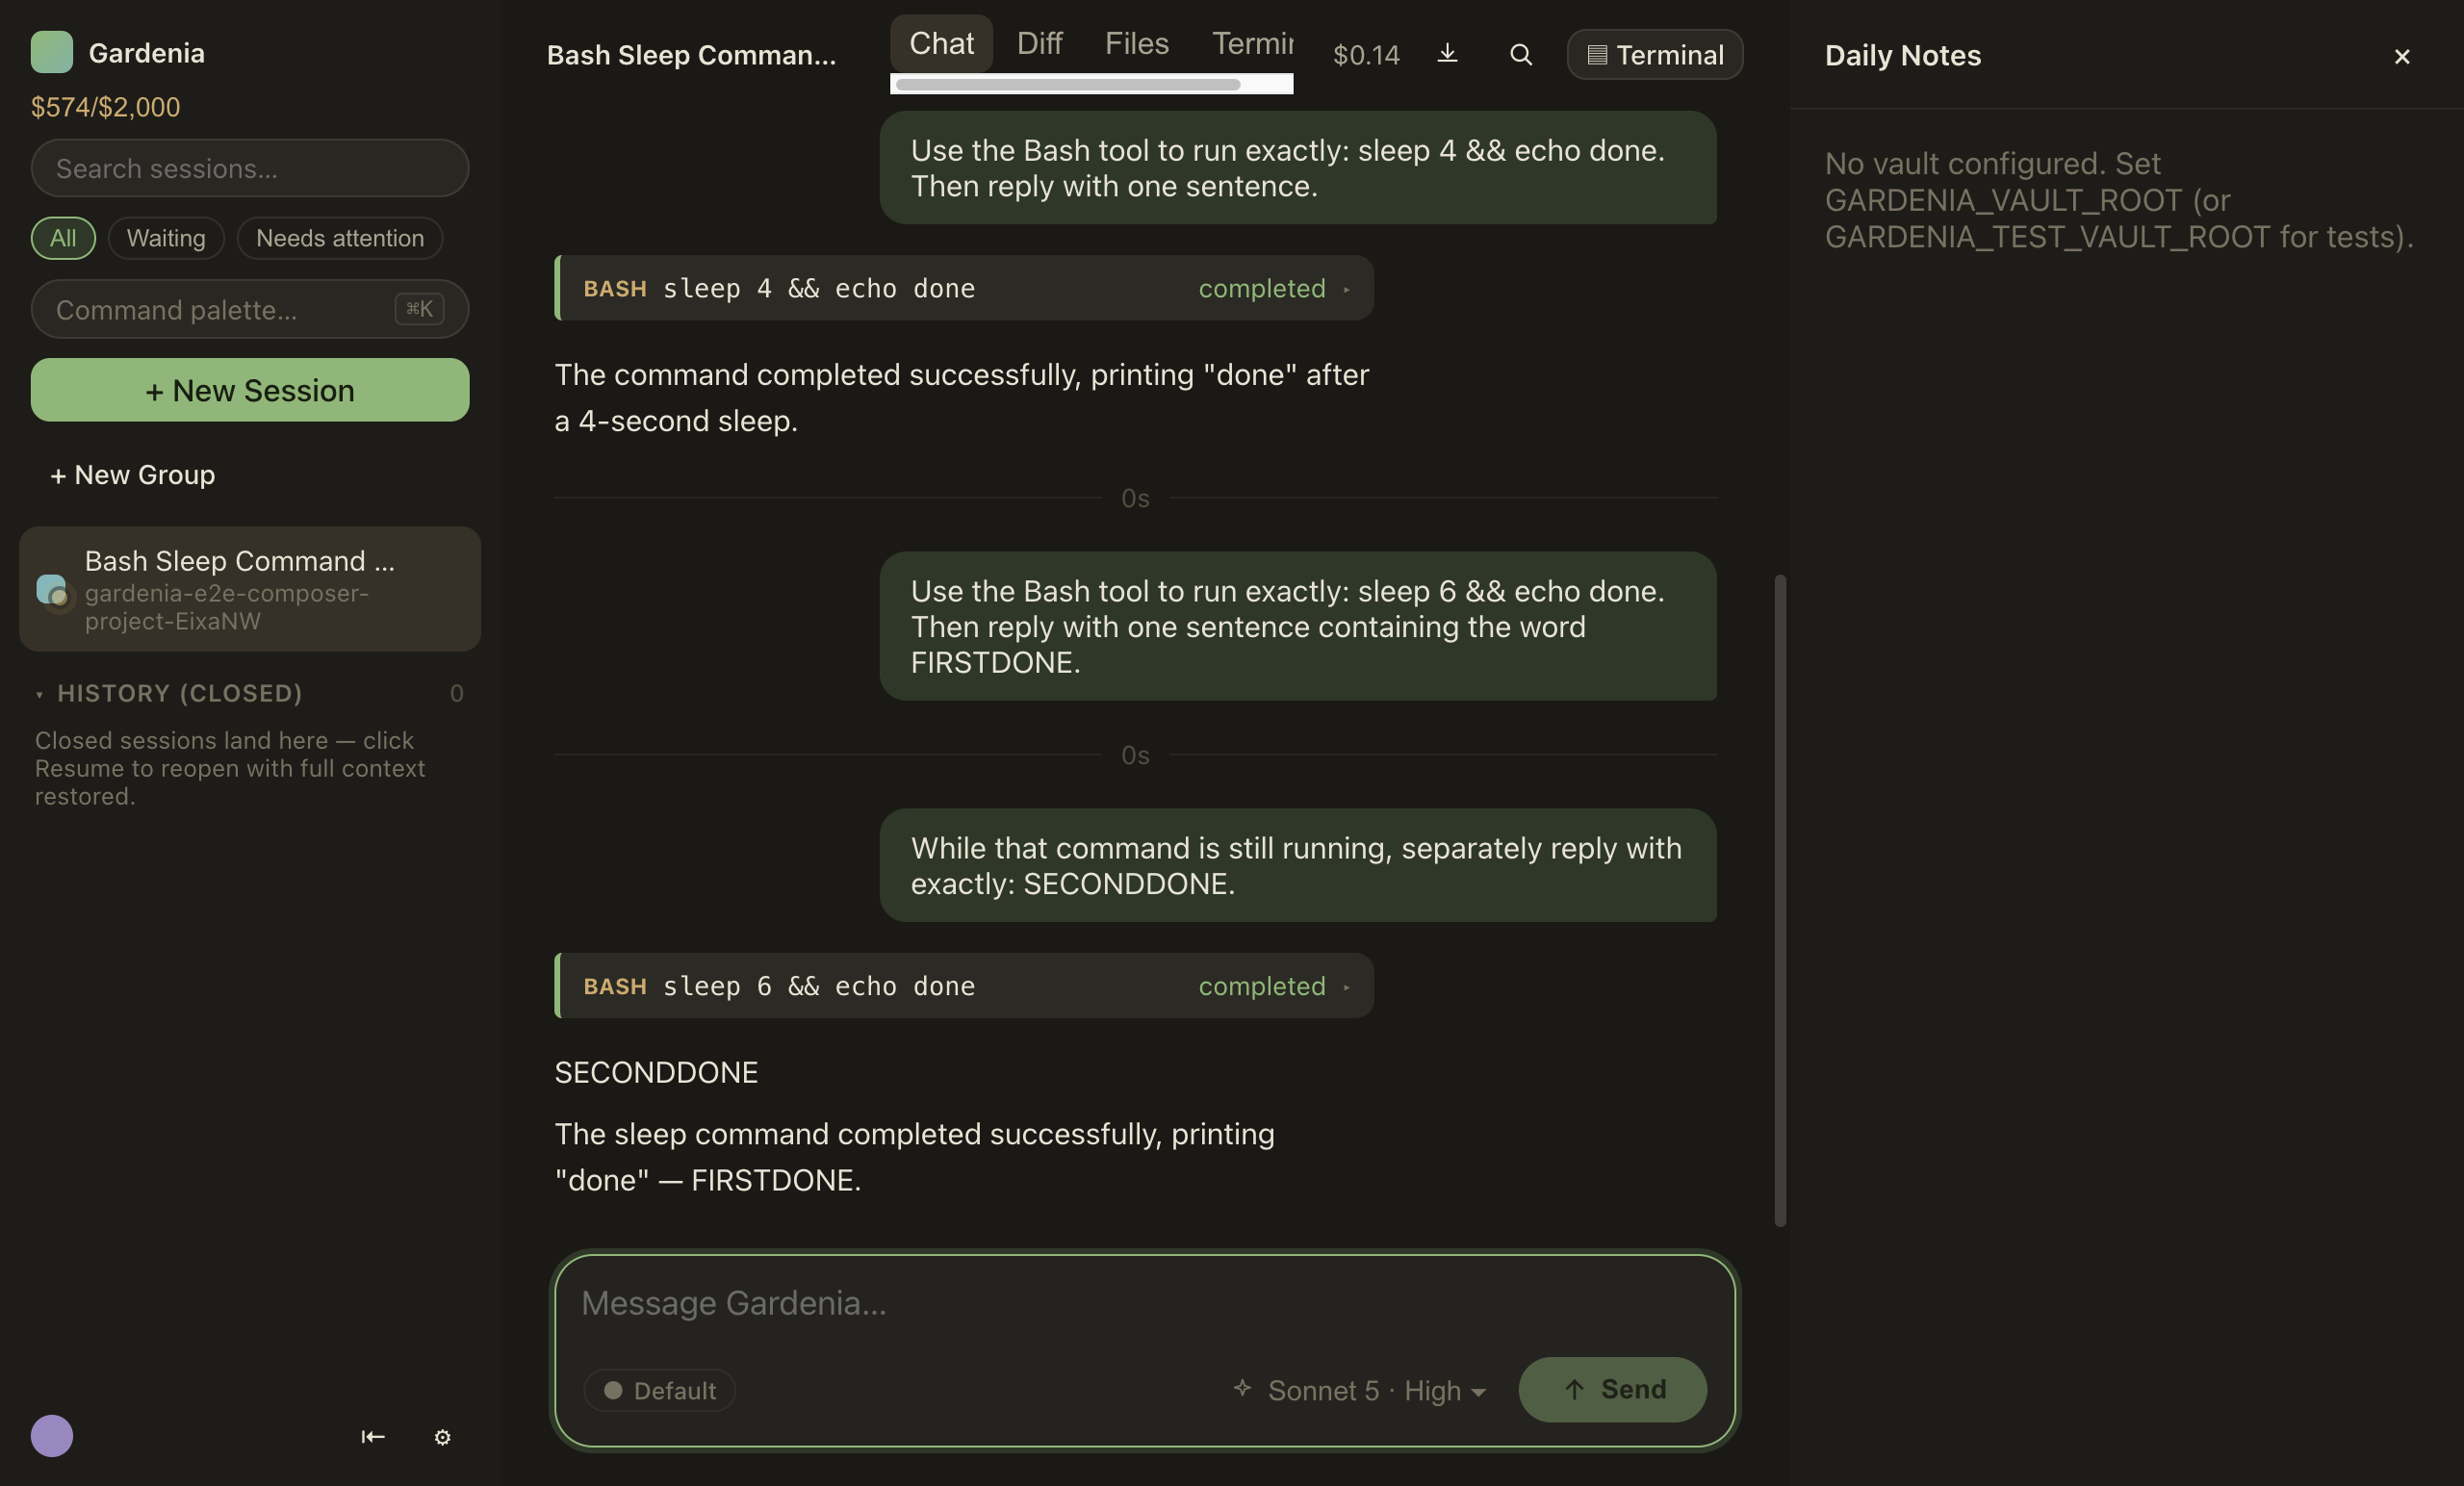 Gardenia
$574/$2,000
Search sessions...
All
Waiting
Needs attention
Command palette...
⌘K
+ New Session
+ New Group
Bash Sleep Command ...
gardenia-e2e-composer-
project-EixaNW
HISTORY (CLOSED)
0
Closed sessions land here — click
Resume to reopen with full context
restored.
Bash Sleep Comman...
Chat
Diff
Files
Termin
$0.14
Terminal
Use the Bash tool to run exactly: sleep 4 && echo done.
Then reply with one sentence.
BASH sleep 4 && echo done
completed
The command completed successfully, printing "done" after
a 4-second sleep.
0s
Use the Bash tool to run exactly: sleep 6 && echo done.
Then reply with one sentence containing the word
FIRSTDONE.
0s
While that command is still running, separately reply with
exactly: SECONDDONE.
BASH sleep 6 && echo done
completed
SECONDDONE
The sleep command completed successfully, printing
"done" — FIRSTDONE.
Message Gardenia...
Default
Sonnet 5 · High
Send
Daily Notes
No vault configured. Set
GARDENIA_VAULT_ROOT (or
GARDENIA_TEST_VAULT_ROOT for tests).